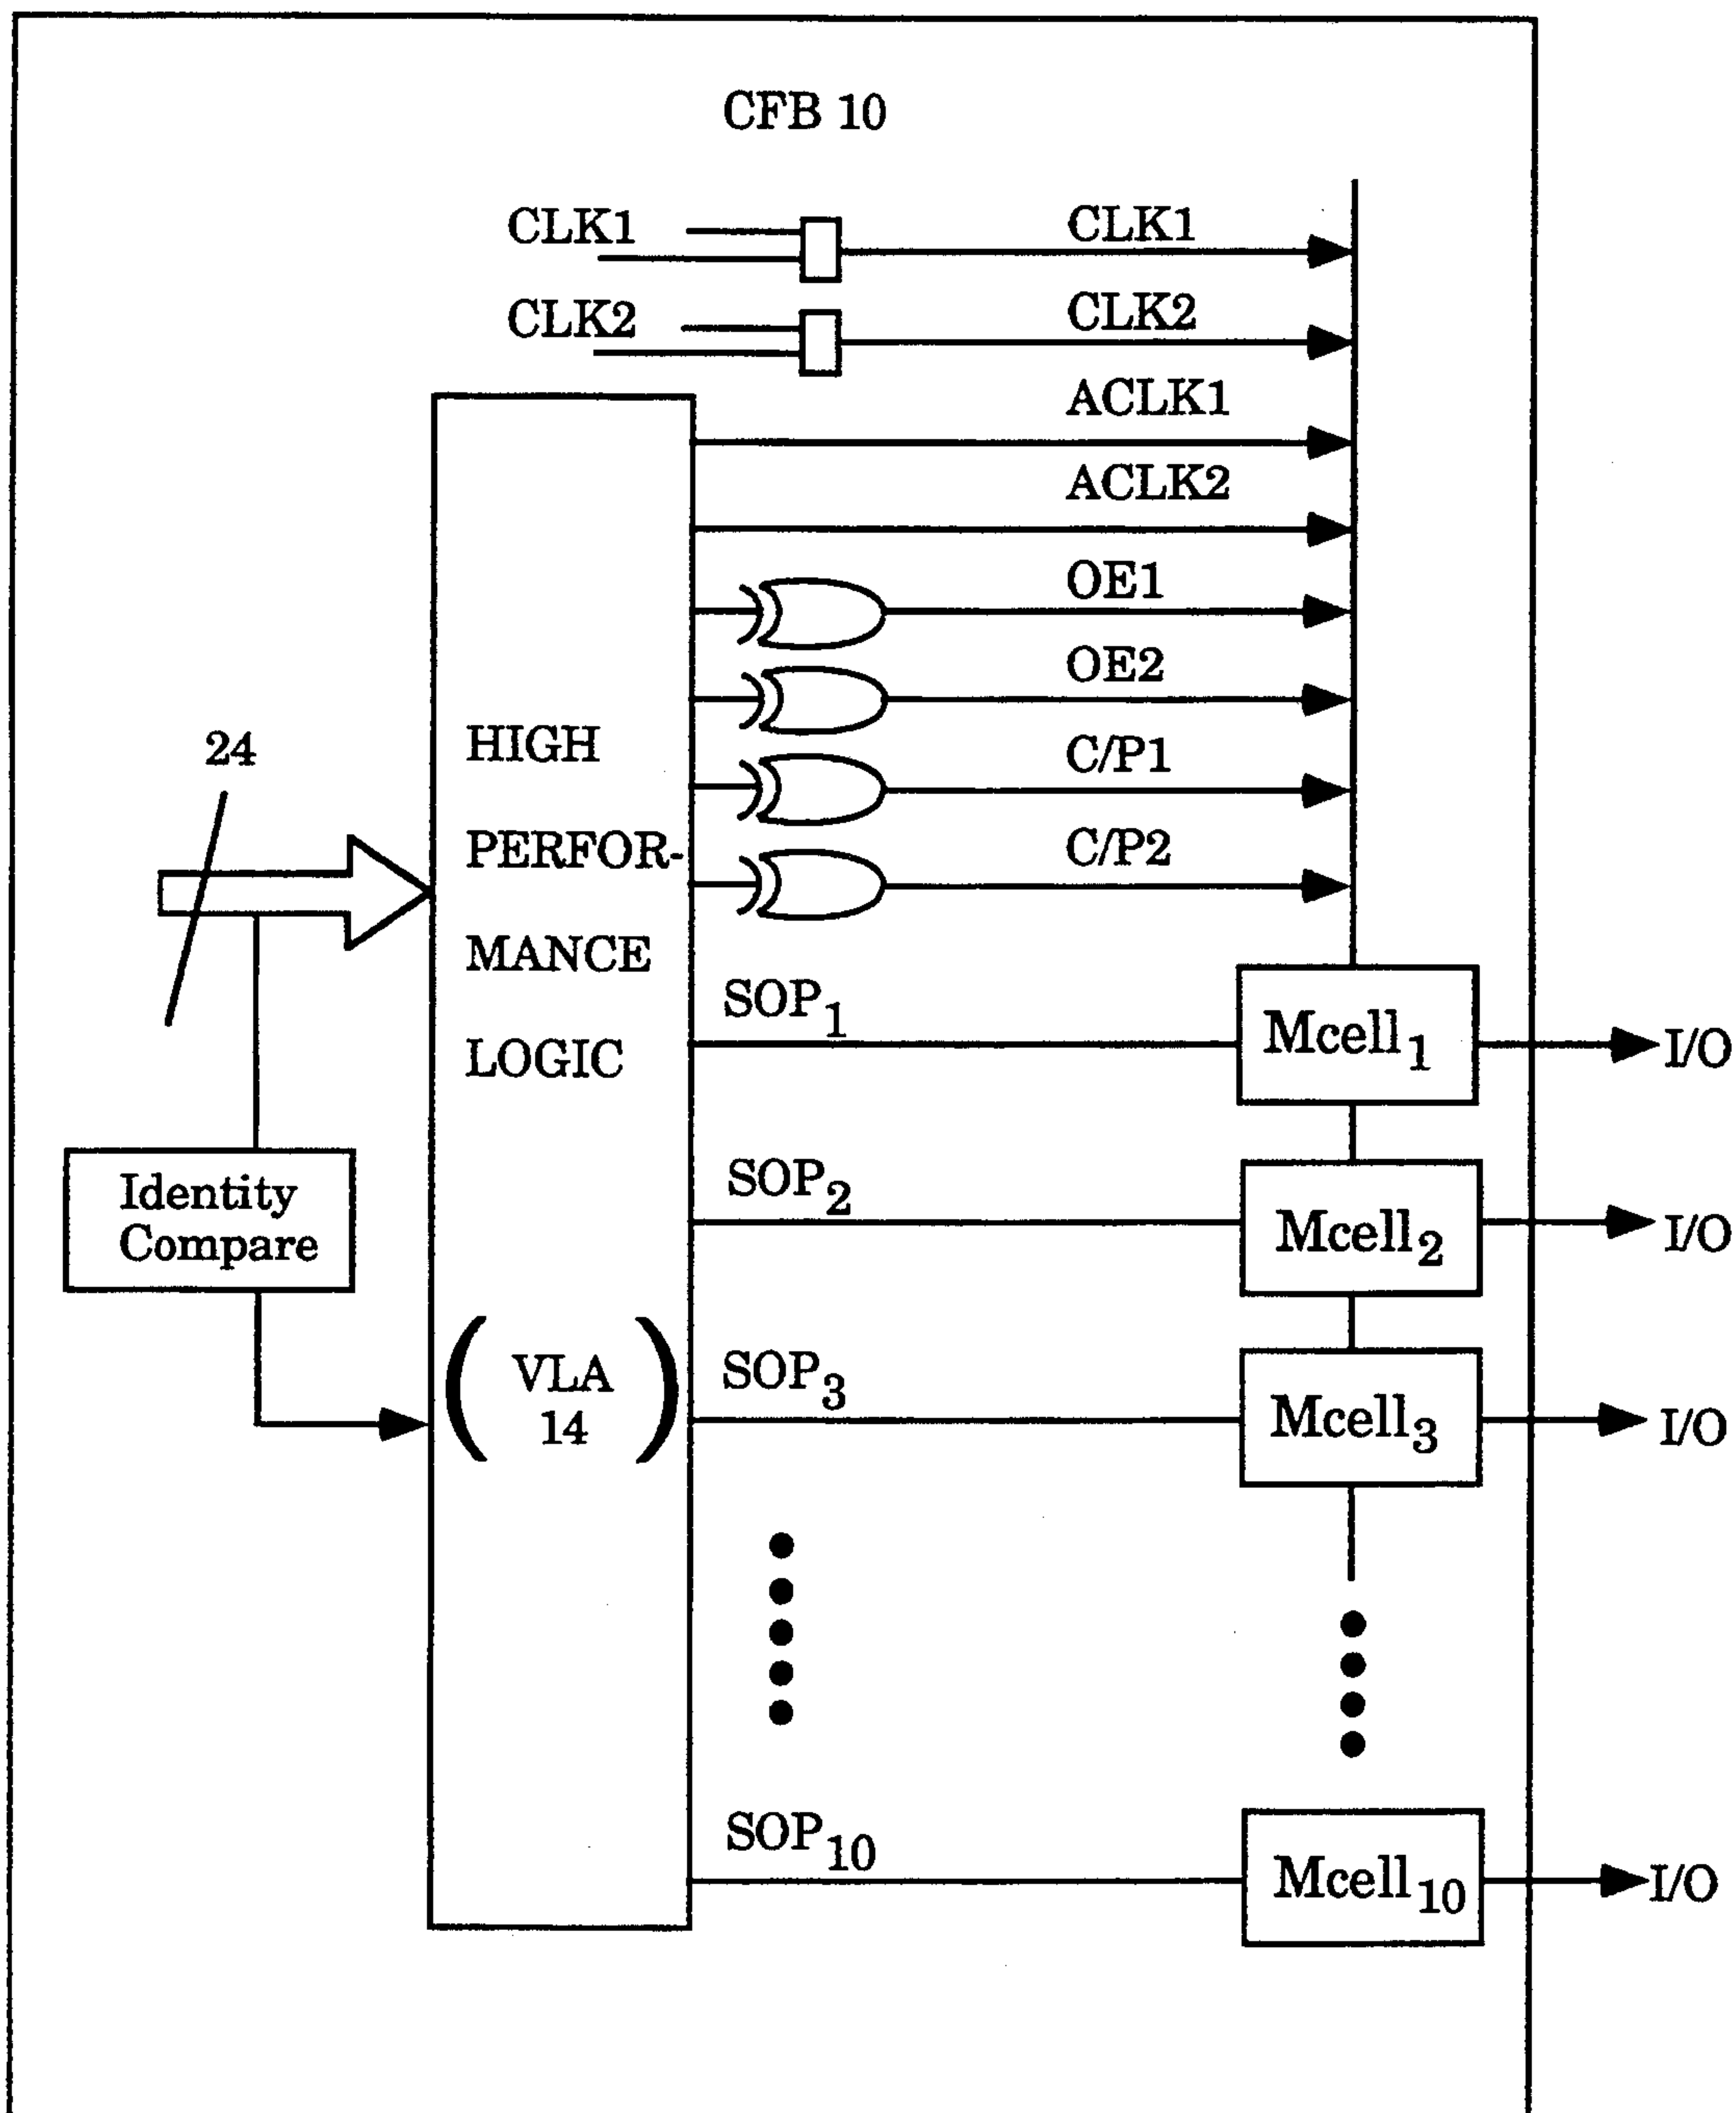 CFB 10
CLK1 CLK1
CLK2 CLK2
ACLK1
ACLK2
OE1
OE2
C/P1
C/P2
24
HIGH
PERFOR-
MANCE
LOGIC
(VLA
14)
Identity
Compare
SOP1
Mcell1
I/O
SOP2
Mcell2
I/O
SOP3
Mcell3
I/O
SOP10
Mcell10
I/O